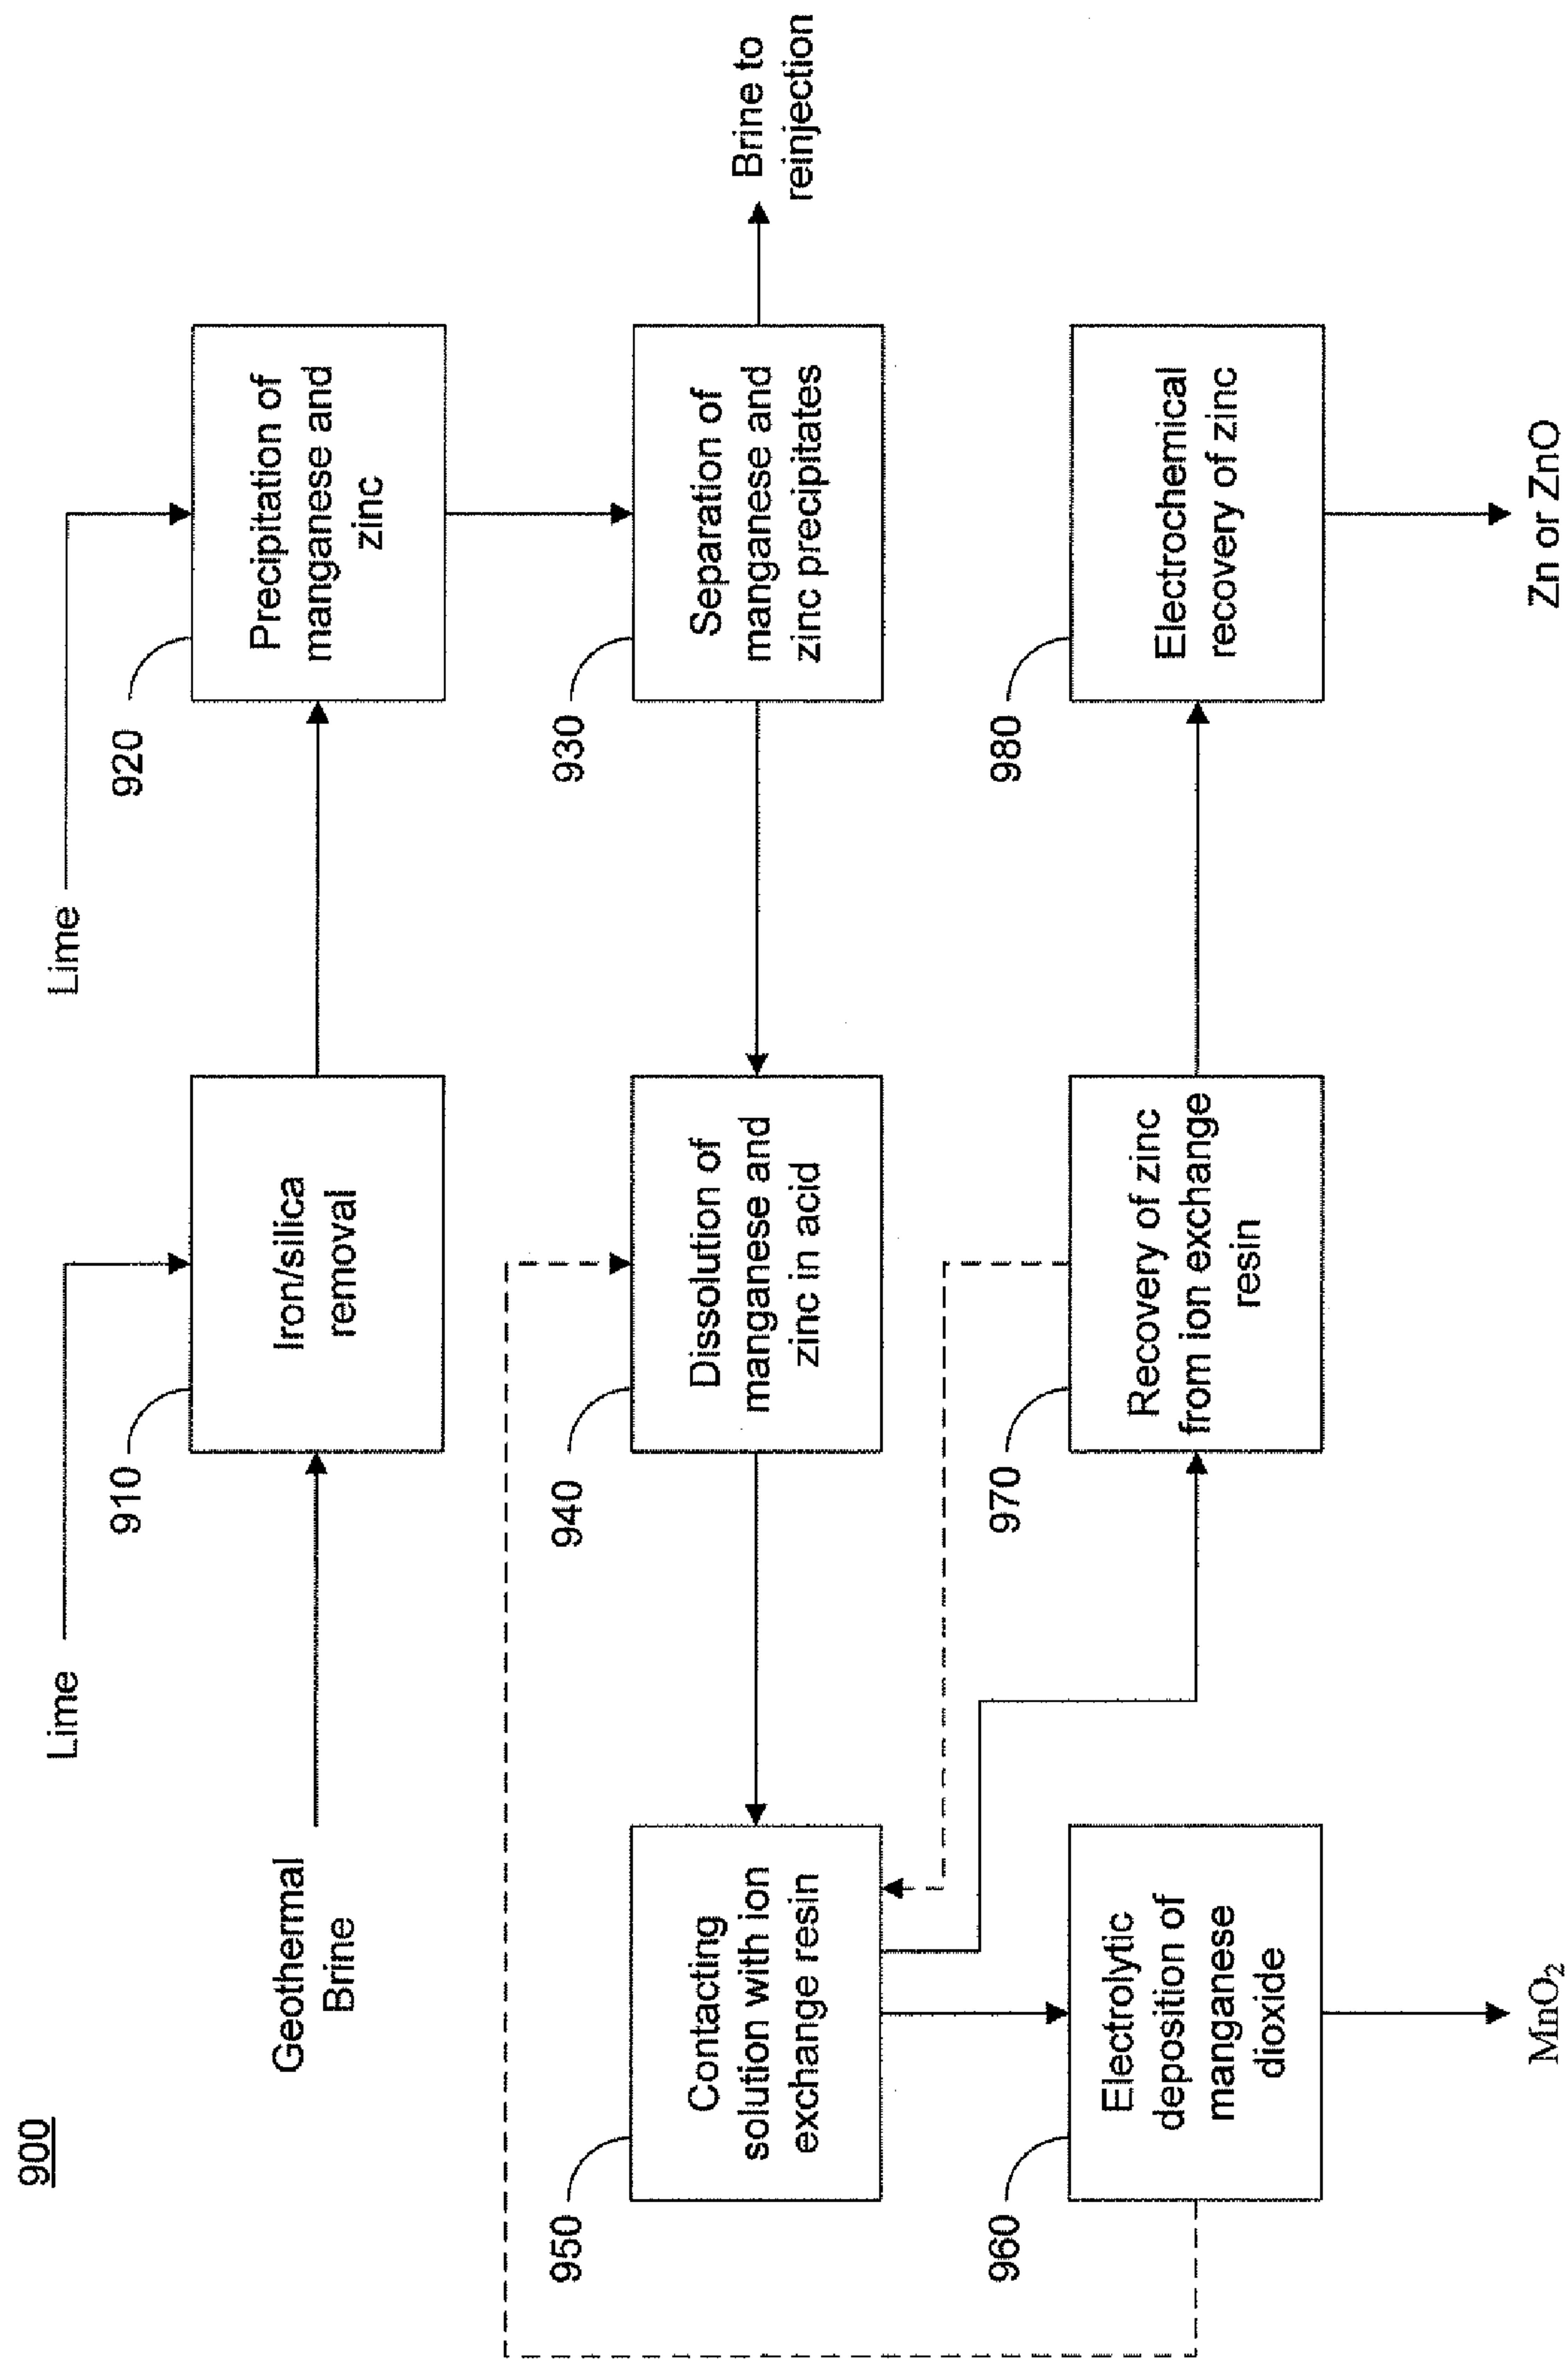 900
Lime
Lime
Geothermal
Brine
910
Iron/silica
removal
920
Precipitation of
manganese and
zinc
950
Contacting
solution with ion
exchange resin
940
Dissolution of
manganese and
zinc in acid
930
Separation of
manganese and
zinc precipitates
Brine to
reinjection
960
Electrolytic
deposition of
manganese
dioxide
970
Recovery of zinc
from ion exchange
resin
980
Electrochemical
recovery of zinc
MnO₂
Zn or ZnO